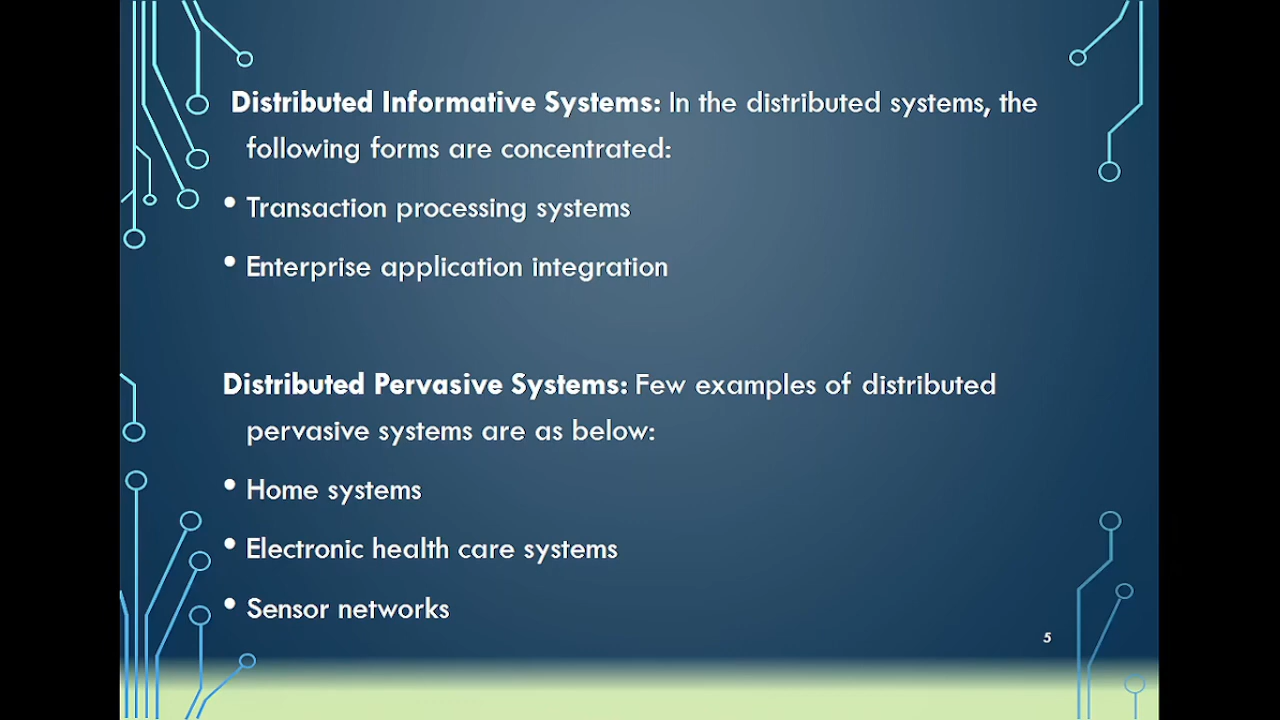 Distributed Informative Systems: In the distributed systems, the
following forms are concentrated:
• Transaction processing systems
• Enterprise application integration
Distributed Pervasive Systems: Few examples of distributed
pervasive systems are as below:
• Home systems
• Electronic health care systems
• Sensor networks
5